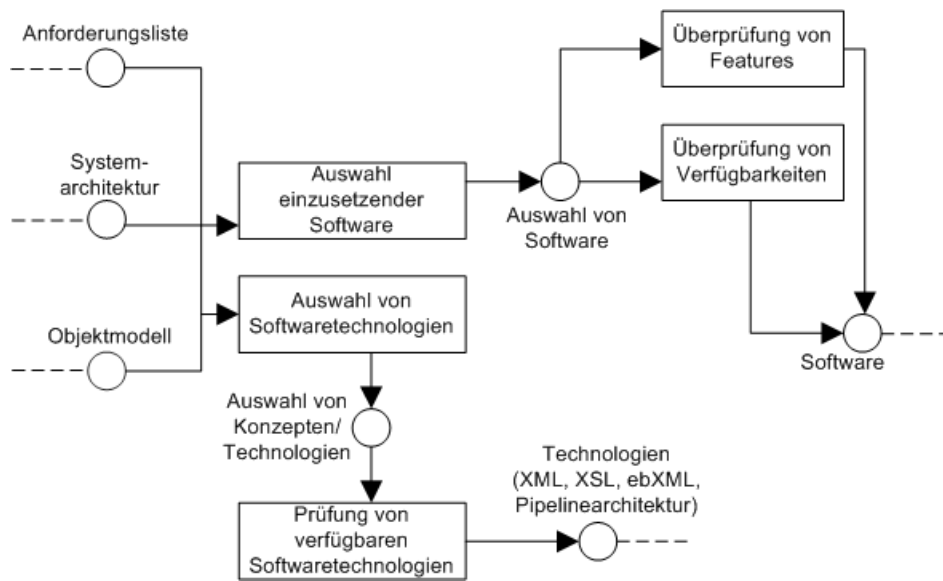 Anforderungsliste
System-
architektur
Objektmodell
Auswahl
einzusetzender
Software
Auswahl von
Softwaretechnologien
Auswahl von
Konzepten/
Technologien
Prüfung von
verfügbaren
Softwaretechnologien
Auswahl von
Software
Überprüfung von
Features
Überprüfung von
Verfügbarkeiten
Software
Technologien
(XML, XSL, ebXML,
Pipelinearchitektur)